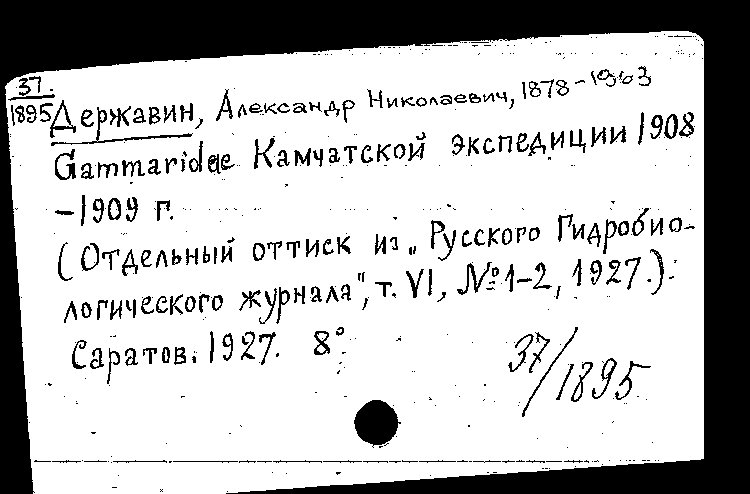 37.
1895
Державин, Александр Николаевич, 1878-1963
Gammaridae Камчатской экспедиции 1908
-1909 г.
(Отдельный оттиск из „Русского Гидробио-
логического журнала", т. VI, №1-2, 1927.).
Саратов. 1927. 8°.
37/1895